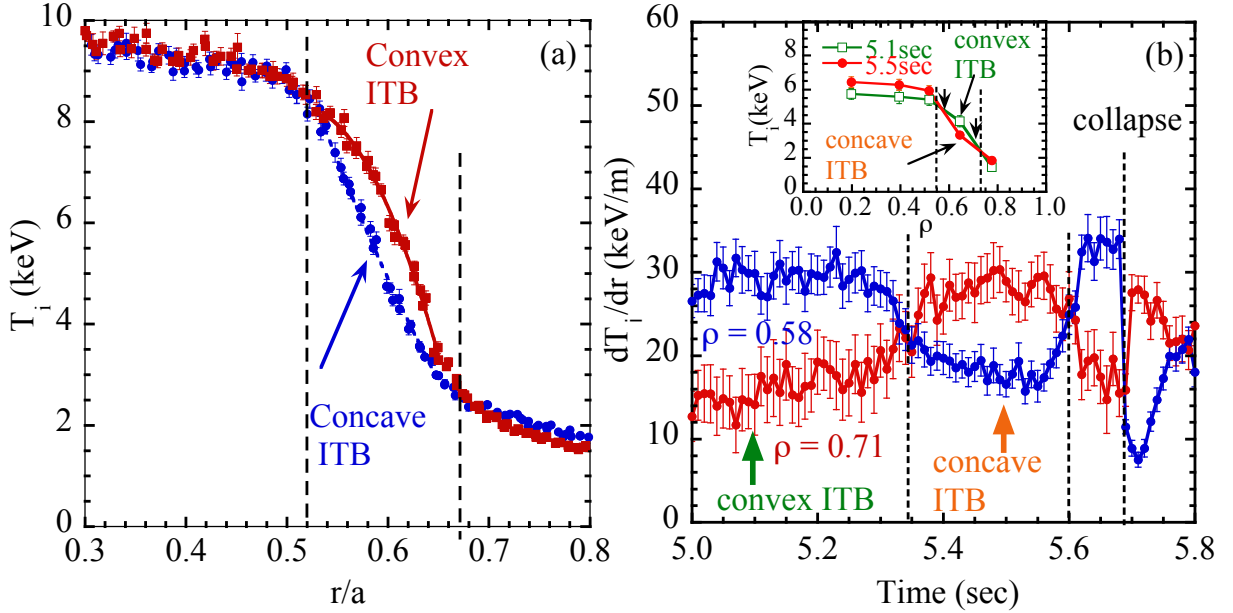 (a)
Convex
ITB
Concave
ITB
T_i (keV)
10
8
6
4
2
0
0.3 0.4 0.5 0.6 0.7 0.8
r/a
(b)
5.1sec
5.5sec
convex
ITB
concave
ITB
T_i(keV)
8
6
4
2
0
0.0 0.2 0.4 0.6 0.8 1.0
ρ
collapse
ρ = 0.58
ρ = 0.71
convex ITB
concave
ITB
dT_i/dr (keV/m)
60
50
40
30
20
10
0
5.0 5.2 5.4 5.6 5.8
Time (sec)